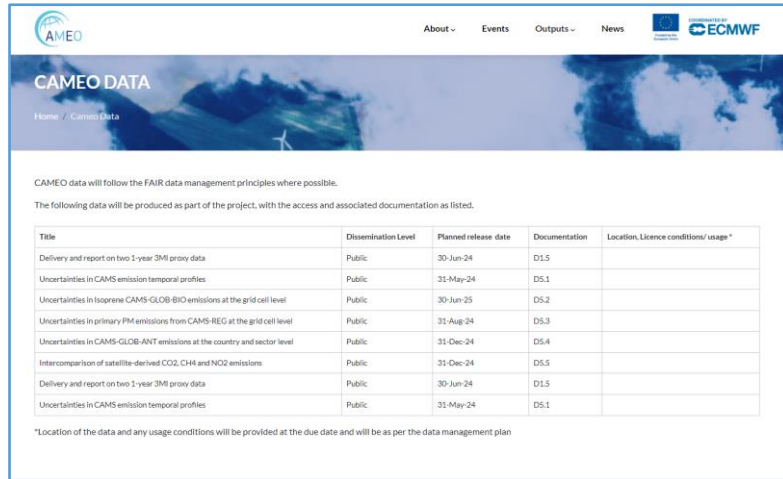 AMEO
About
Events
Outputs
News
COORDINATED BY
ECMWF
CAMEO DATA
Home / Cameo Data
CAMEO data will follow the FAIR data management principles where possible.
The following data will be produced as part of the project, with the access and associated documentation as listed.
Title Dissemination Level Planned release date Documentation Location, Licence conditions/ usage *
Delivery and report on two 1-year 3MI proxy data Public 30-Jun-24 D1.5
Uncertainties in CAMS emission temporal profiles Public 31-May-24 D5.1
Uncertainties in Isoprene CAMS-GLOB-BIO emissions at the grid cell level Public 30-Jun-25 D5.2
Uncertainties in primary PM emissions from CAMS-REG at the grid cell level Public 31-Aug-24 D5.3
Uncertainties in CAMS-GLOB-ANT emissions at the country and sector level Public 31-Dec-24 D5.4
Intercomparison of satellite-derived CO2, CH4 and NO2 emissions Public 31-Dec-24 D5.5
Delivery and report on two 1-year 3MI proxy data Public 30-Jun-24 D1.5
Uncertainties in CAMS emission temporal profiles Public 31-May-24 D5.1
*Location of the data and any usage conditions will be provided at the due date and will be as per the data management plan